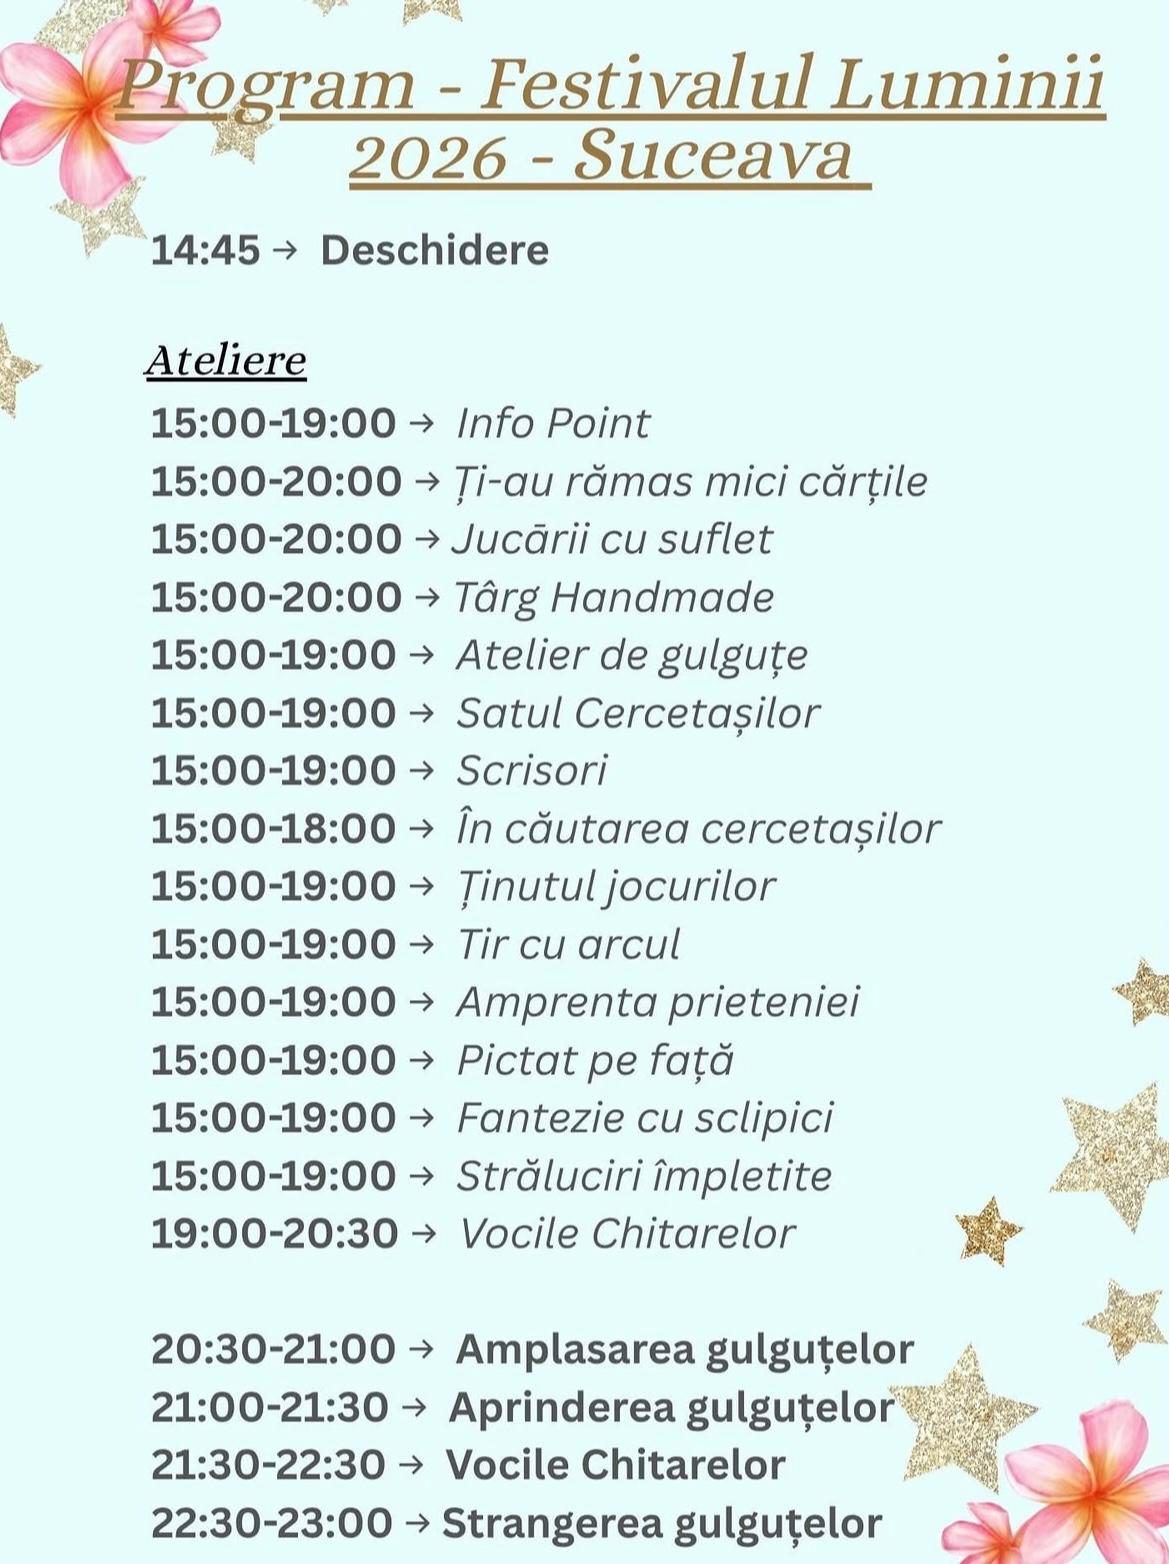 Program - Festivalul Luminii
2026 - Suceava
14:45 → Deschidere
Ateliere
15:00-19:00 → Info Point
15:00-20:00 → Ți-au rămas mici cărțile
15:00-20:00 → Jucării cu suflet
15:00-20:00 → Târg Handmade
15:00-19:00 → Atelier de gulguțe
15:00-19:00 → Satul Cercetașilor
15:00-19:00 → Scrisori
15:00-18:00 → În căutarea cercetașilor
15:00-19:00 → Ținutul jocurilor
15:00-19:00 → Tir cu arcul
15:00-19:00 → Amprenta prieteniei
15:00-19:00 → Pictat pe față
15:00-19:00 → Fantezie cu sclipici
15:00-19:00 → Străluciri împletite
19:00-20:30 → Vocile Chitarelor
20:30-21:00 → Amplasarea gulguțelor
21:00-21:30 → Aprinderea gulguțelor
21:30-22:30 → Vocile Chitarelor
22:30-23:00 → Strangerea gulguțelor